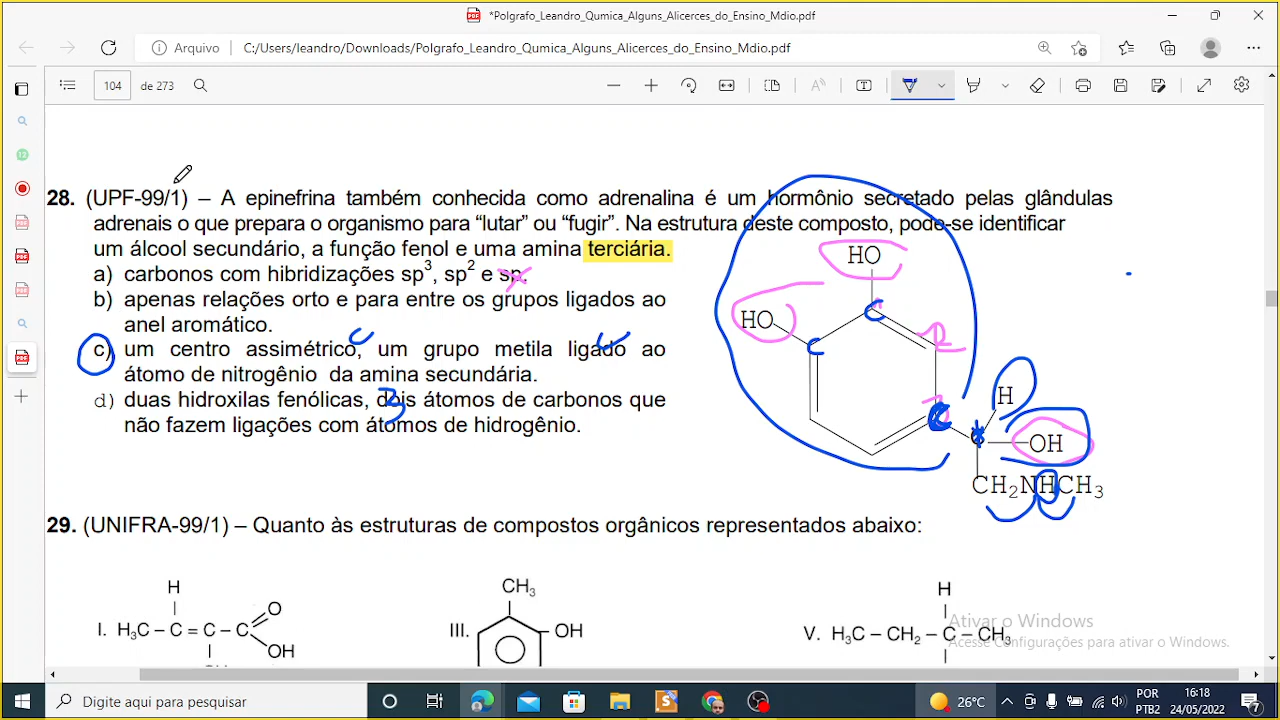 *Polgrafo_Leandro_Qumica_Alguns_Alicerces_do_Ensino_Mdio.pdf
Arquivo C:/Users/leandro/Downloads/Polgrafo_Leandro_Qumica_Alguns_Alicerces_do_Ensino_Mdio.pdf
104 de 273
28. (UPF-99/1) – A epinefrina também conhecida como adrenalina é um hormônio secretado pelas glândulas
adrenais o que prepara o organismo para “lutar” ou “fugir”. Na estrutura deste composto, pode-se identificar
um álcool secundário, a função fenol e uma amina terciária.
a) carbonos com hibridizações sp3, sp2 e sp.
b) apenas relações orto e para entre os grupos ligados ao
anel aromático.
c) um centro assimétrico, um grupo metila ligado ao
átomo de nitrogênio da amina secundária.
d) duas hidroxilas fenólicas, dois átomos de carbonos que
não fazem ligações com átomos de hidrogênio.
3
HO
HO
C
C
1
2
3
C
H
C
OH
CH2NHCH3
29. (UNIFRA-99/1) – Quanto às estruturas de compostos orgânicos representados abaixo:
H
I. H3C – C = C – C
O
OH
CH3
III.
OH
H
V. H3C – CH2 – C – CH3
Ativar o Windows
Acesse Configurações para ativar o Windows.
Digite aqui para pesquisar
26°C
POR
PTB2
16:18
24/05/2022
7